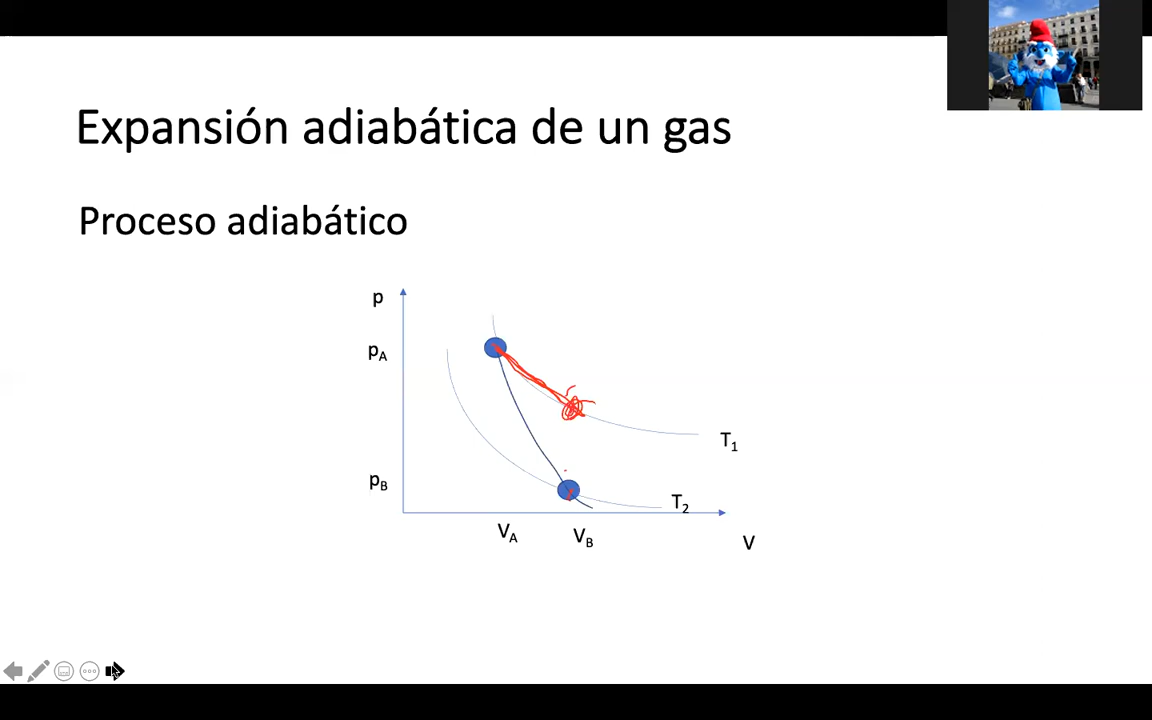 Expansión adiabática de un gas
Proceso adiabático
p
pA
T1
pB
T2
VA
VB
V